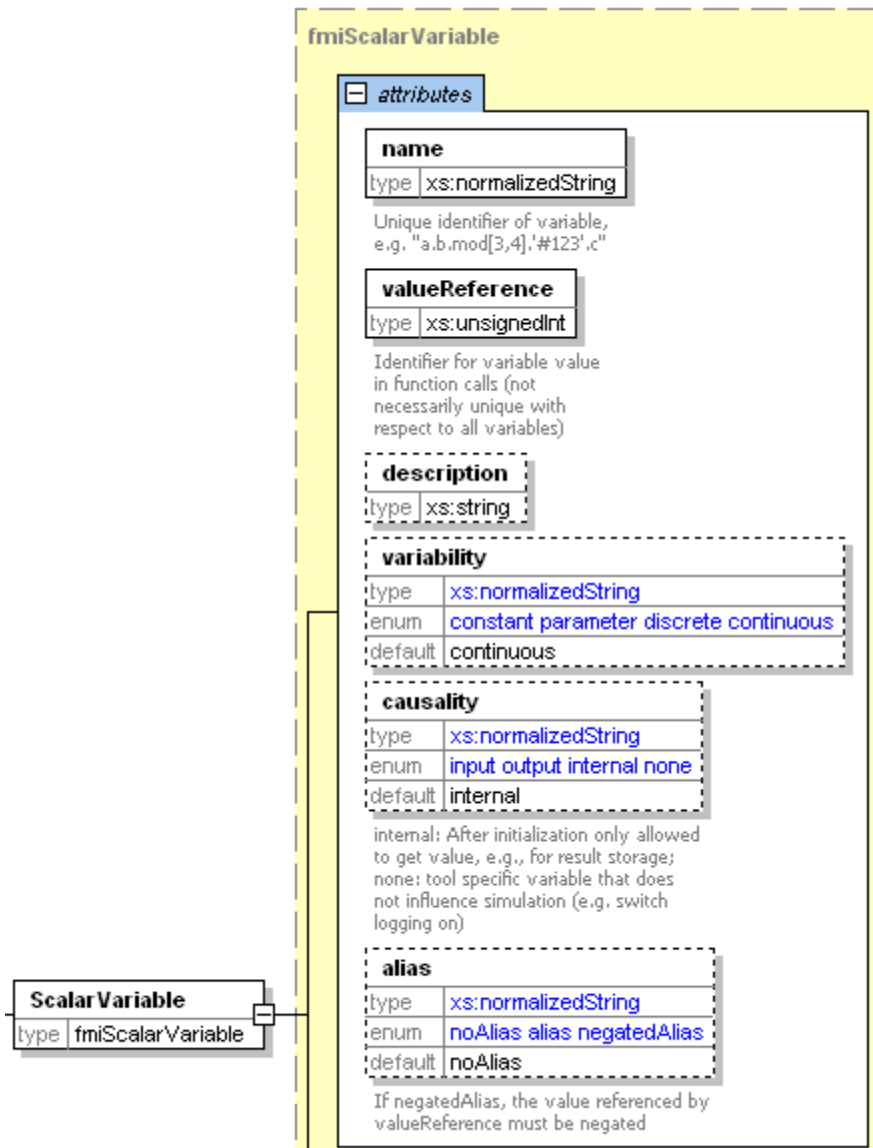 fmiScalarVariable
attributes
name
type xs:normalizedString
Unique identifier of variable,
e.g. "a.b.mod[3,4].'#123'.c"
valueReference
type xs:unsignedInt
Identifier for variable value
in function calls (not
necessarily unique with
respect to all variables)
description
type xs:string
variability
type xs:normalizedString
enum constant parameter discrete continuous
default continuous
causality
type xs:normalizedString
enum input output internal none
default internal
internal: After initialization only allowed
to get value, e.g., for result storage;
none: tool specific variable that does
not influence simulation (e.g. switch
logging on)
alias
type xs:normalizedString
enum noAlias alias negatedAlias
default noAlias
If negatedAlias, the value referenced by
valueReference must be negated
ScalarVariable
type fmiScalarVariable